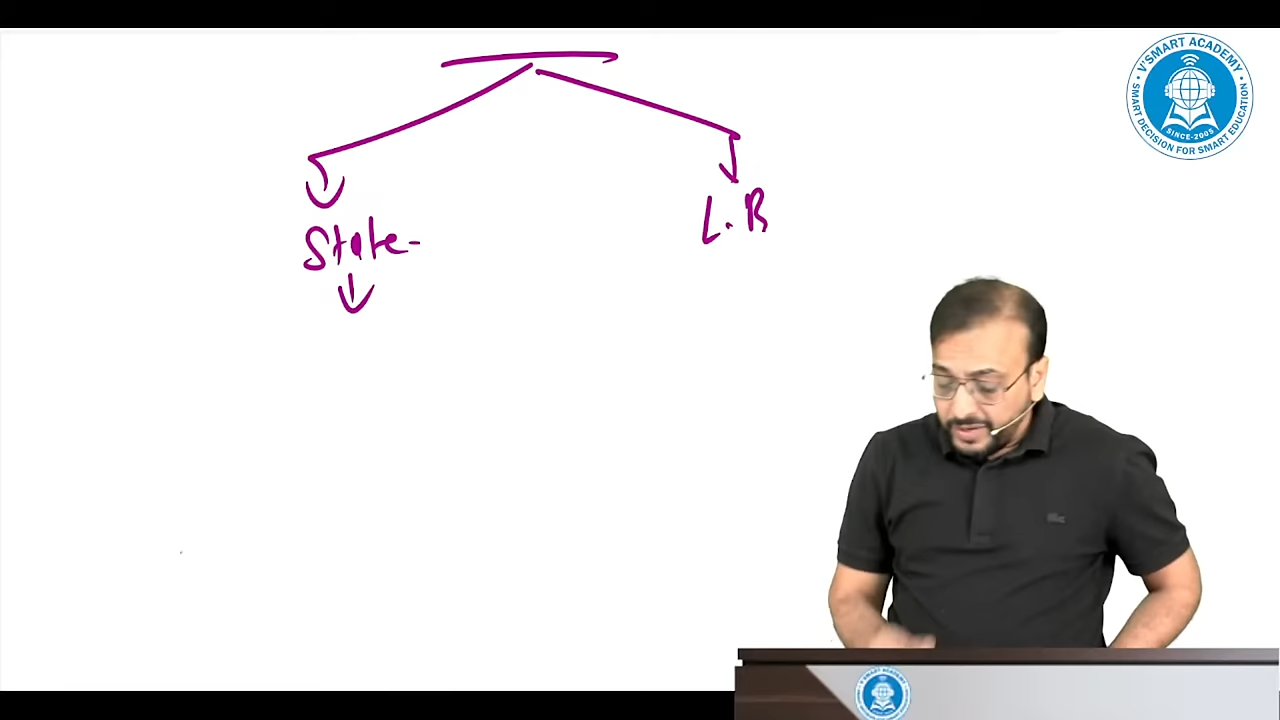 • V'SMART ACADEMY •
SMART DECISION FOR SMART EDUCATION
SINCE-2005
State-
L.R